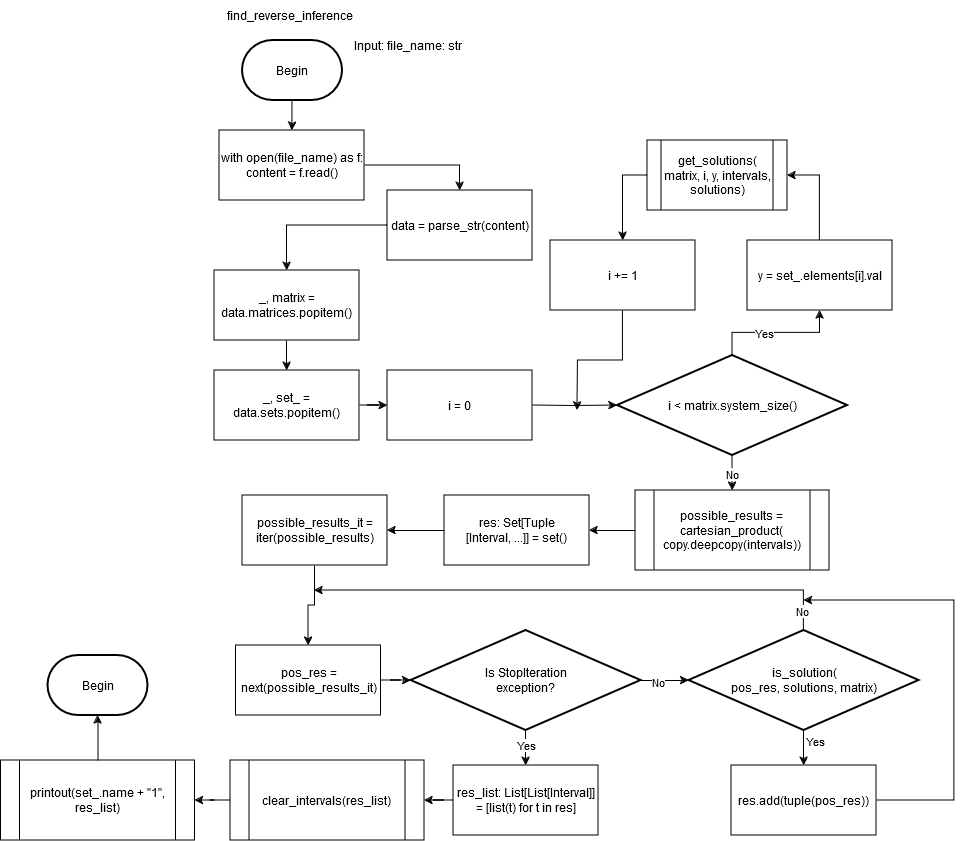 find_reverse_inference
Input: file_name: str
Begin
with open(file_name) as f:
content = f.read()
data = parse_str(content)
_, matrix =
data.matrices.popitem()
_, set_ =
data.sets.popitem()
i = 0
i < matrix.system_size()
Yes
y = set_.elements[i].val
get_solutions(
matrix, i, y, intervals,
solutions)
i += 1
No
possible_results =
cartesian_product(
copy.deepcopy(intervals))
res: Set[Tuple
[Interval, ...]] = set()
possible_results_it =
iter(possible_results)
pos_res =
next(possible_results_it)
Is StopIteration
exception?
No
is_solution(
pos_res, solutions, matrix)
No
Yes
res.add(tuple(pos_res))
Yes
res_list: List[List[Interval]]
= [list(t) for t in res]
clear_intervals(res_list)
printout(set_.name + "1",
res_list)
Begin